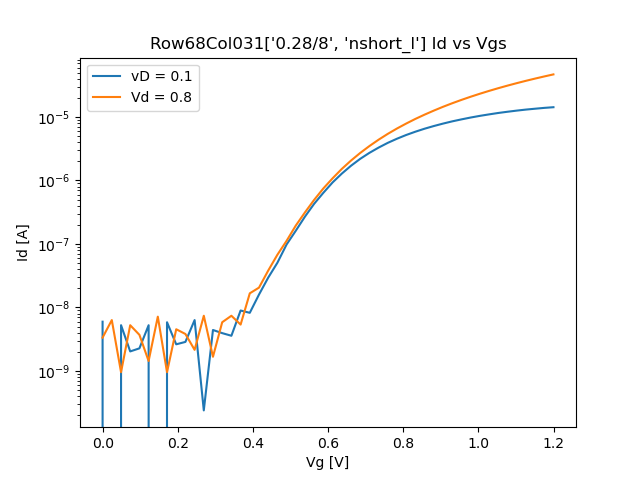 Row68Col031['0.28/8', 'nshort_l'] Id vs Vgs
vD = 0.1
Vd = 0.8
Id [A]
10⁻⁵
10⁻⁶
10⁻⁷
10⁻⁸
10⁻⁹
0.0 0.2 0.4 0.6 0.8 1.0 1.2
Vg [V]